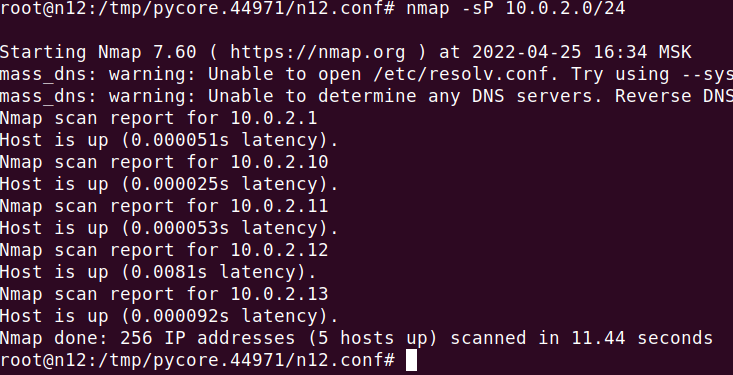 root@n12:/tmp/pycore.44971/n12.conf# nmap -sP 10.0.2.0/24
Starting Nmap 7.60 ( https://nmap.org ) at 2022-04-25 16:34 MSK
mass_dns: warning: Unable to open /etc/resolv.conf. Try using --sys
mass_dns: warning: Unable to determine any DNS servers. Reverse DNS
Nmap scan report for 10.0.2.1
Host is up (0.000051s latency).
Nmap scan report for 10.0.2.10
Host is up (0.000025s latency).
Nmap scan report for 10.0.2.11
Host is up (0.000053s latency).
Nmap scan report for 10.0.2.12
Host is up (0.0081s latency).
Nmap scan report for 10.0.2.13
Host is up (0.000092s latency).
Nmap done: 256 IP addresses (5 hosts up) scanned in 11.44 seconds
root@n12:/tmp/pycore.44971/n12.conf#